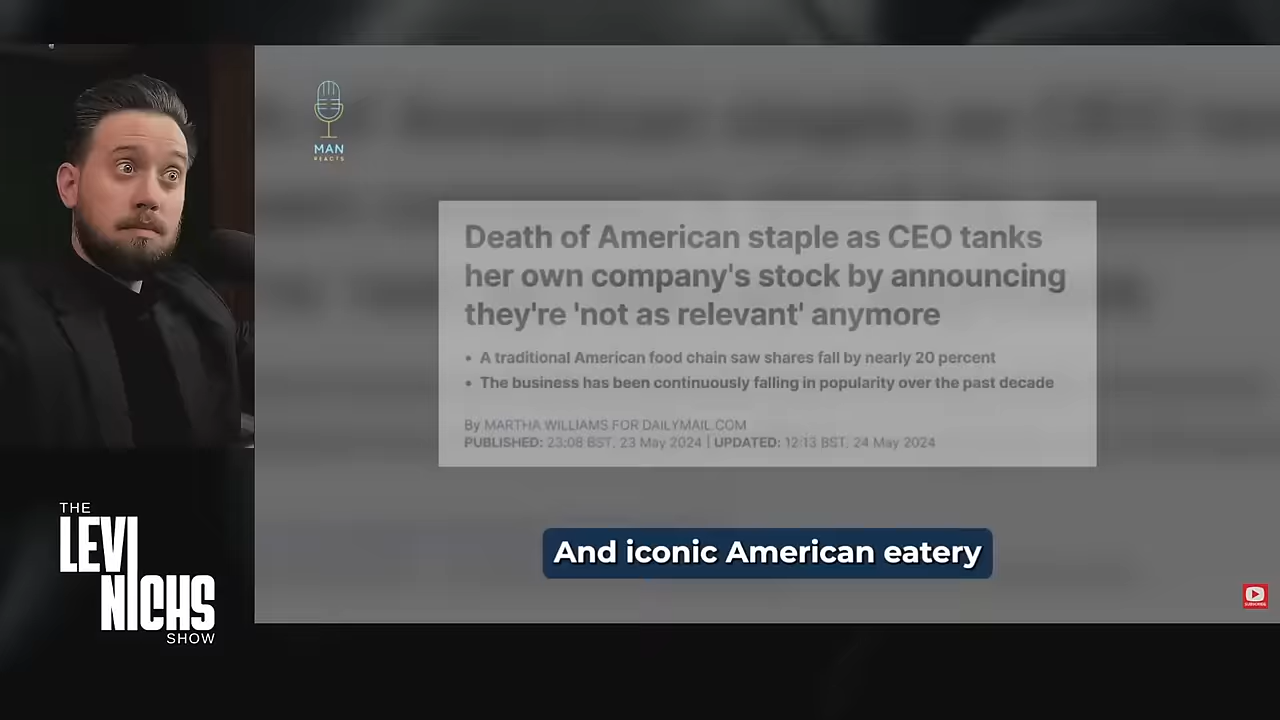 MAN
REACTS
Death of American staple as CEO tanks
her own company's stock by announcing
they're 'not as relevant' anymore
• A traditional American food chain saw shares fall by nearly 20 percent
• The business has been continuously falling in popularity over the past decade
By MARTHA WILLIAMS FOR DAILYMAIL.COM
PUBLISHED: 23:08 BST, 23 May 2024 | UPDATED: 12:13 BST, 24 May 2024
And iconic American eatery
SUBSCRIBE
THE
LEVI
NICHS
SHOW